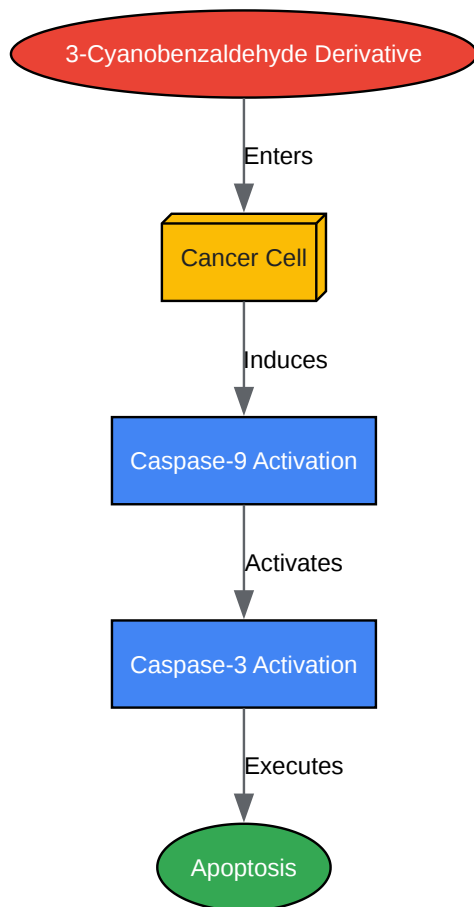 3-Cyanobenzaldehyde Derivative
Enters
Cancer Cell
Induces
Caspase-9 Activation
Activates
Caspase-3 Activation
Executes
Apoptosis